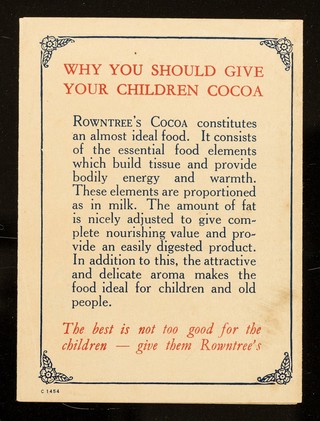 WHY YOU SHOULD GIVE
YOUR CHILDREN COCOA
ROWNTREE'S COCOA constitutes
an almost ideal food. It consists
of the essential food elements
which build tissue and provide
bodily energy and warmth.
These elements are proportioned
as in milk. The amount of fat
is nicely adjusted to give com-
plete nourishing value and pro-
vide an easily digested product.
In addition to this, the attractive
and delicate aroma makes the
food ideal for children and old
people.
The best is not too good for the
children — give them Rowntree's
C 1454